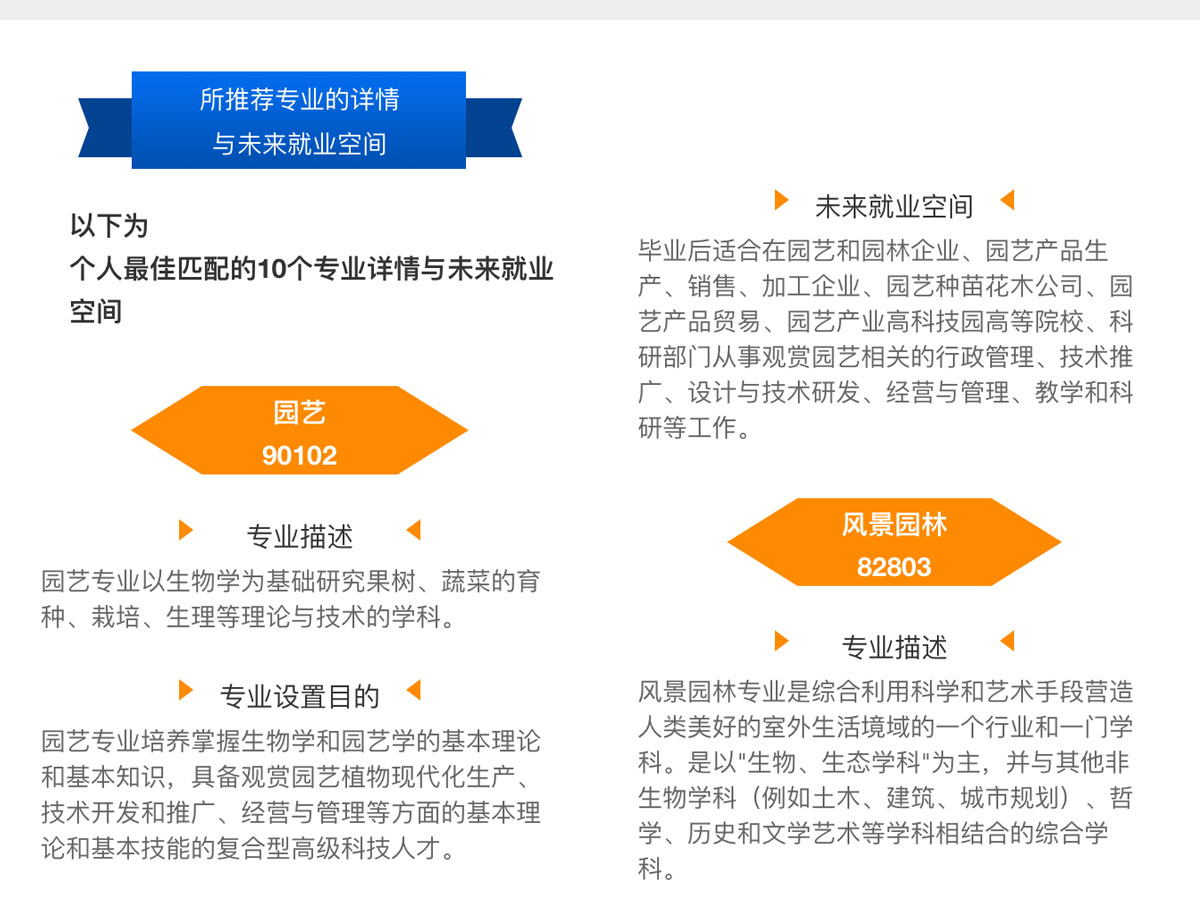 所推荐专业的详情
与未来就业空间
以下为
个人最佳匹配的10个专业详情与未来就业
空间
园艺
90102
专业描述
园艺专业以生物学为基础研究果树、蔬菜的育
种、栽培、生理等理论与技术的学科。
专业设置目的
园艺专业培养掌握生物学和园艺学的基本理论
和基本知识，具备观赏园艺植物现代化生产、
技术开发和推广、经营与管理等方面的基本理
论和基本技能的复合型高级科技人才。
未来就业空间
毕业后适合在园艺和园林企业、园艺产品生
产、销售、加工企业、园艺种苗花木公司、园
艺产品贸易、园艺产业高科技园高等院校、科
研部门从事观赏园艺相关的行政管理、技术推
广、设计与技术研发、经营与管理、教学和科
研等工作。
风景园林
82803
专业描述
风景园林专业是综合利用科学和艺术手段营造
人类美好的室外生活境域的一个行业和一门学
科。是以"生物、生态学科"为主，并与其他非
生物学科（例如土木、建筑、城市规划）、哲
学、历史和文学艺术等学科相结合的综合学
科。